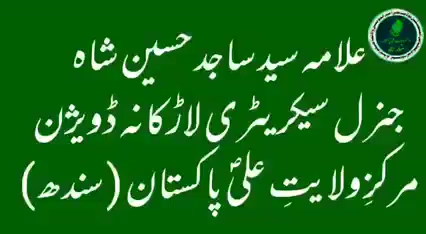 علامہ سید ساجد حسین شاہ
جنرل سیکریٹری لاڑکانہ ڈویژن
مرکزِ ولایتِ علیؑ پاکستان (سندھ)